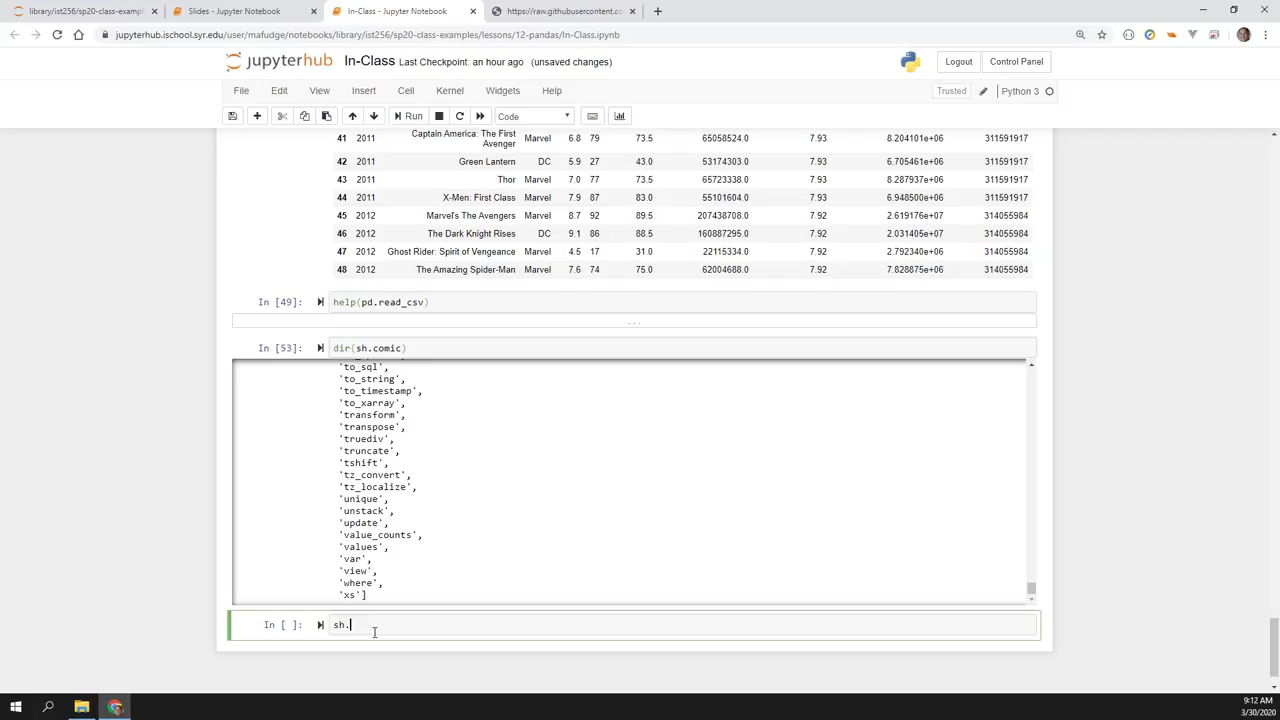 library/ist256/sp20-class-exampl
Slides - Jupyter Notebook
In-Class - Jupyter Notebook
https://raw.githubusercontent.co
jupyterhub.ischool.syr.edu/user/mafudge/notebooks/library/ist256/sp20-class-examples/lessons/12-pandas/In-Class.ipynb
jupyterhub In-Class Last Checkpoint: an hour ago (unsaved changes) Logout Control Panel
File Edit View Insert Cell Kernel Widgets Help Trusted Python 3
Run Code
41 2011 Captain America: The First Avenger Marvel 6.8 79 73.5 65058524.0 7.93 8.204101e+06 311591917
42 2011 Green Lantern DC 5.9 27 43.0 53174303.0 7.93 6.705461e+06 311591917
43 2011 Thor Marvel 7.0 77 73.5 65723338.0 7.93 8.287937e+06 311591917
44 2011 X-Men: First Class Marvel 7.9 87 83.0 55101604.0 7.93 6.948500e+06 311591917
45 2012 Marvel's The Avengers Marvel 8.7 92 89.5 207438708.0 7.92 2.619176e+07 314055984
46 2012 The Dark Knight Rises DC 9.1 86 88.5 160887295.0 7.92 2.031405e+07 314055984
47 2012 Ghost Rider: Spirit of Vengeance Marvel 4.5 17 31.0 22115334.0 7.92 2.792340e+06 314055984
48 2012 The Amazing Spider-Man Marvel 7.6 74 75.0 62004688.0 7.92 7.828875e+06 314055984
In [49]: help(pd.read_csv)
...
In [53]: dir(sh.comic)
'to_sql',
'to_string',
'to_timestamp',
'to_xarray',
'transform',
'transpose',
'truediv',
'truncate',
'tshift',
'tz_convert',
'tz_localize',
'unique',
'unstack',
'update',
'value_counts',
'values',
'var',
'view',
'where',
'xs']
In [ ]: sh.
9:12 AM
3/30/2020